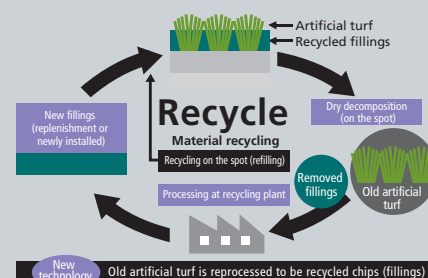 Artificial turf
Recycled fillings
Recycle
Material recycling
Recycling on the spot (refilling)
Processing at recycling plant
New fillings
(replenishment or
newly installed)
Dry decomposition
(on the spot)
Removed
fillings
Old artificial
turf
New
technology
Old artificial turf is reprocessed to be recycled chips (fillings)